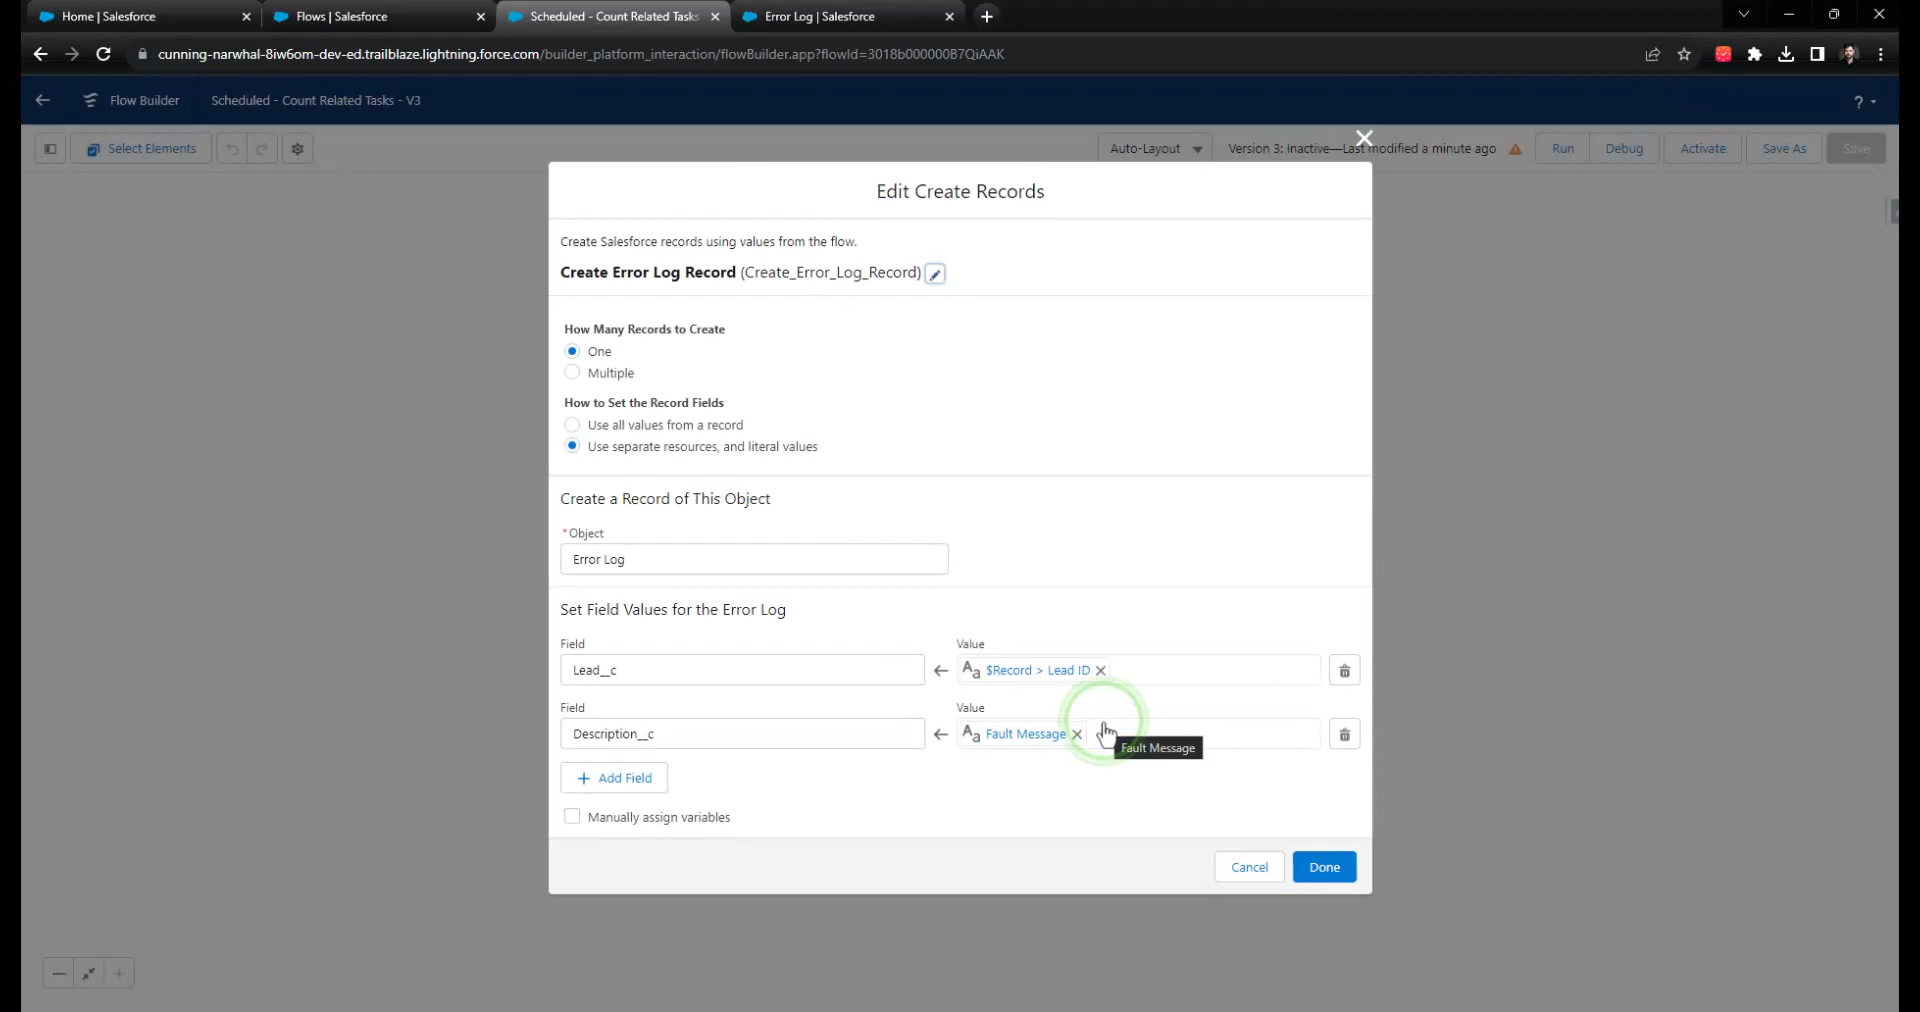 Home | Salesforce
Flows | Salesforce
Scheduled - Count Related Tasks
Error Log | Salesforce
cunning-narwhal-8iw6om-dev-ed.trailblaze.lightning.force.com/builder_platform_interaction/flowBuilder.app?flowId=3018b000000B7QiAAK
Flow Builder
Scheduled - Count Related Tasks - V3
?
Select Elements
Auto-Layout
Version 3: Inactive—Last modified a minute ago
Run
Debug
Activate
Save As
Save
Edit Create Records
Create Salesforce records using values from the flow.
Create Error Log Record (Create_Error_Log_Record)
How Many Records to Create
One
Multiple
How to Set the Record Fields
Use all values from a record
Use separate resources, and literal values
Create a Record of This Object
*Object
Error Log
Set Field Values for the Error Log
Field
Value
Lead__c
Aa $Record > Lead ID
Field
Value
Description__c
Aa Fault Message
Fault Message
Add Field
Manually assign variables
Cancel
Done